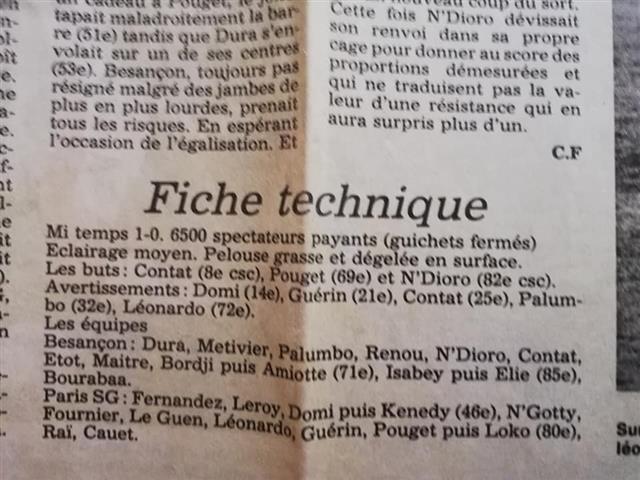 un cadeau à Pouget, le
tapait maladroitement la bar-
re (51e) tandis que Dura s'en-
volait sur un de ses centres
(53e). Besançon, toujours pas
résigné malgré des jambes de
plus en plus lourdes, prenait
tous les risques. En espérant
l'occasion de l'égalisation. Et
nouveau coup du sort.
Cette fois N'Dioro dévissait
son renvoi dans sa propre
cage pour donner au score des
proportions démesurées et
qui ne traduisent pas la va-
leur d'une résistance qui en
aura surpris plus d'un.
C.F
Fiche technique
Mi temps 1-0. 6500 spectateurs payants (guichets fermés)
Eclairage moyen. Pelouse grasse et dégelée en surface.
Les buts : Contat (8e csc), Pouget (69e) et N'Dioro (82e csc).
Avertissements : Domi (14e), Guérin (21e), Contat (25e), Palum-
bo (32e), Léonardo (72e).
Les équipes
Besançon : Dura, Metivier, Palumbo, Renou, N'Dioro, Contat,
Etot, Maitre, Bordji puis Amiotte (71e), Isabey puis Elie (85e),
Bourabaa.
Paris SG : Fernandez, Leroy, Domi puis Kenedy (46e), N'Gotty,
Fournier, Le Guen, Léonardo, Guérin, Pouget puis Loko (80e),
Raï, Cauet.